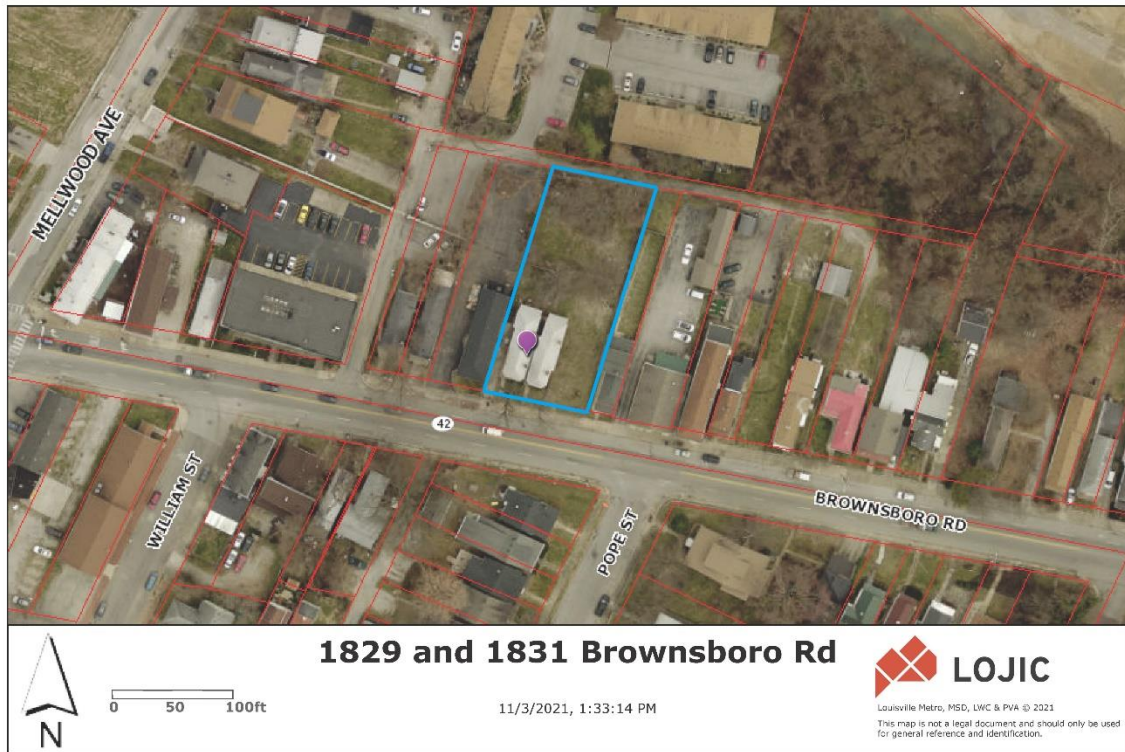 MELLWOOD AVE
42
WILLIAM ST
POPE ST
BROWNSBORO RD
1829 and 1831 Brownsboro Rd
0 50 100ft
N
11/3/2021, 1:33:14 PM
LOJIC
Louisville Metro, MSD, LWC & PVA © 2021
This map is not a legal document and should only be used
for general reference and identification.